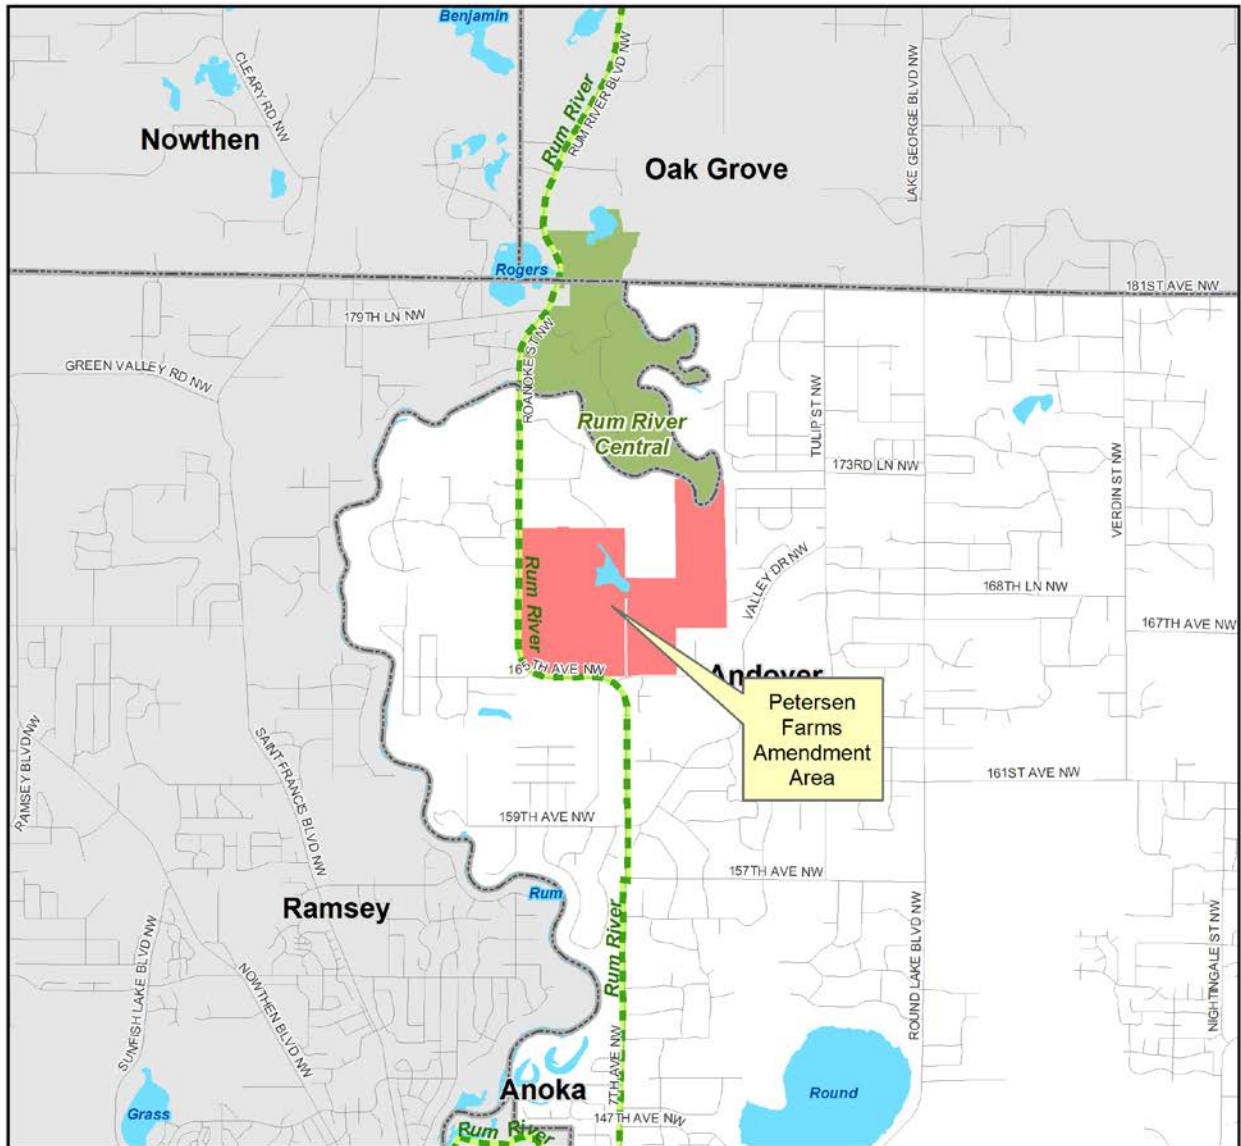 Benjamin
CLEARY RD NW
Nowthen
Rum River
RUM RIVER BLVD NW
Oak Grove
LAKE GEORGE BLVD NW
Rogers
181ST AVE NW
179TH LN NW
GREEN VALLEY RD NW
ROANOKE ST NW
Rum River
Central
TULIP ST NW
173RD LN NW
VERDIN ST NW
Rum River
VALLEY DR NW
168TH LN NW
167TH AVE NW
165TH AVE NW
Andover
Petersen
Farms
Amendment
Area
RAMSEY BLVD NW
SAINT FRANCIS BLVD NW
161ST AVE NW
159TH AVE NW
157TH AVE NW
Rum
Ramsey
Rum River
ROUND LAKE BLVD NW
NIGHTINGALE ST NW
SUNFISH LAKE BLVD NW
NOWTHEN BLVD NW
7TH AVE NW
Anoka
Round
Grass
147TH AVE NW
Rum River